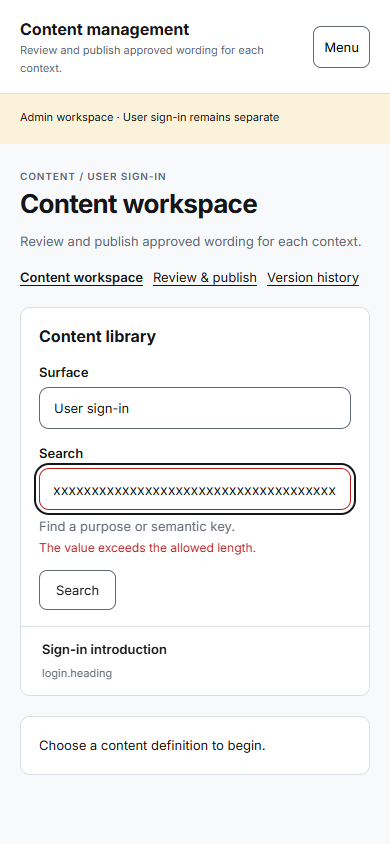 Content management
Review and publish approved wording for each
context.
Menu
Admin workspace · User sign-in remains separate
CONTENT / USER SIGN-IN
Content workspace
Review and publish approved wording for each context.
Content workspace Review & publish Version history
Content library
Surface
User sign-in
Search
xxxxxxxxxxxxxxxxxxxxxxxxxxxxxxxxxxxxx
Find a purpose or semantic key.
The value exceeds the allowed length.
Search
Sign-in introduction
login.heading
Choose a content definition to begin.